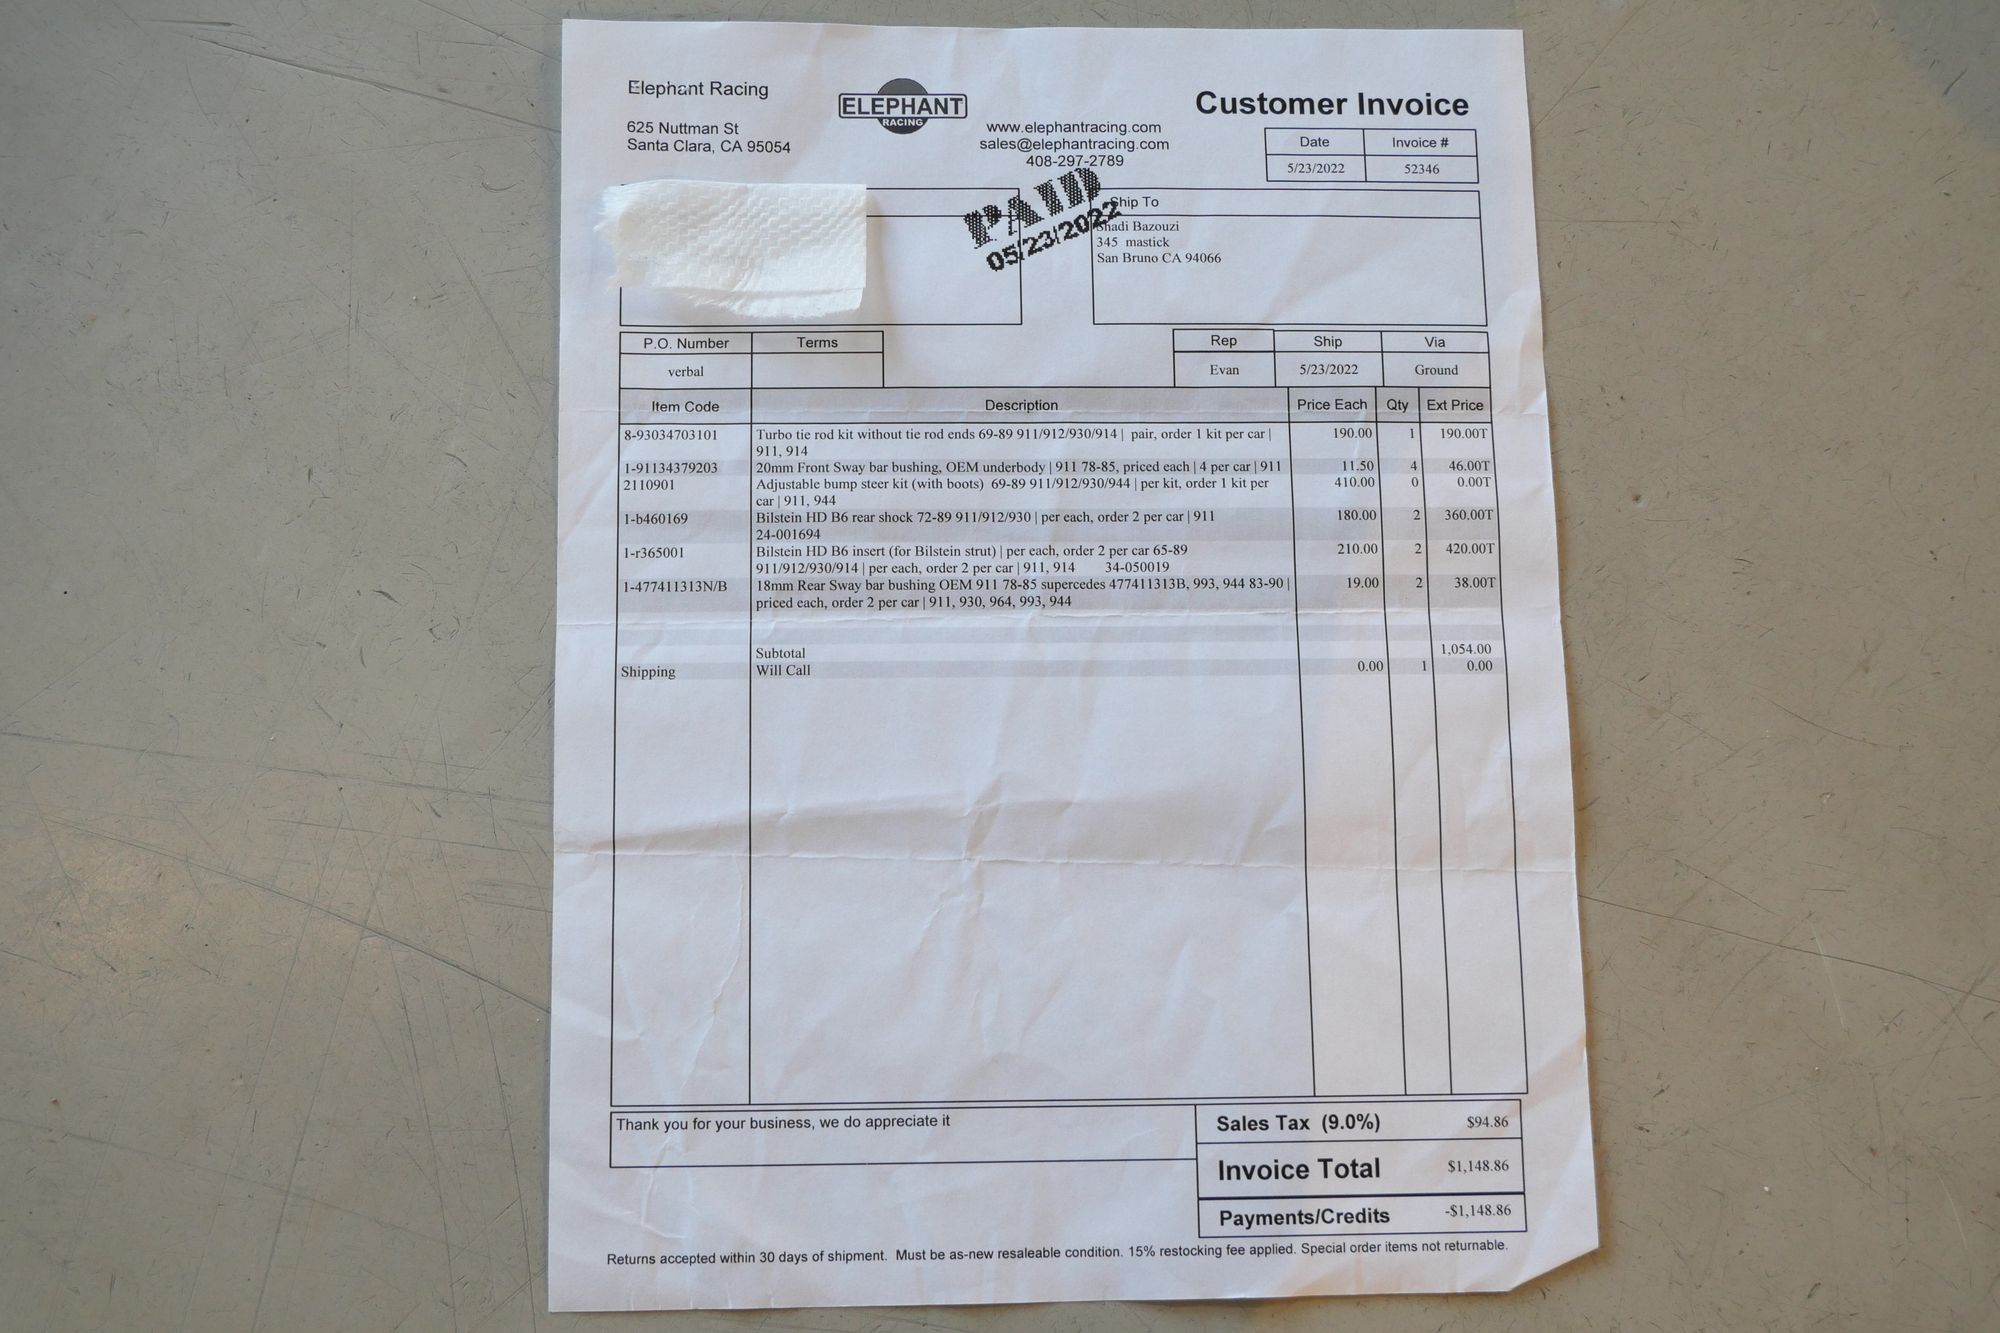 Elephant Racing
625 Nuttman St
Santa Clara, CA 95054
ELEPHANT
RACING
www.elephantracing.com
sales@elephantracing.com
408-297-2789
Customer Invoice
Date Invoice #
5/23/2022 52346
PAID
05/23/2022
Ship To
Shadi Bazouzi
345 mastick
San Bruno CA 94066
P.O. Number Terms Rep Ship Via
verbal Evan 5/23/2022 Ground
Item Code Description Price Each Qty Ext Price
8-93034703101 Turbo tie rod kit without tie rod ends 69-89 911/912/930/914 | pair, order 1 kit per car | 190.00 1 190.00T
911, 914
1-91134379203 20mm Front Sway bar bushing, OEM underbody | 911 78-85, priced each | 4 per car | 911 11.50 4 46.00T
2110901 Adjustable bump steer kit (with boots) 69-89 911/912/930/944 | per kit, order 1 kit per 410.00 0 0.00T
car | 911, 944
1-b460169 Bilstein HD B6 rear shock 72-89 911/912/930 | per each, order 2 per car | 911 180.00 2 360.00T
24-001694
1-r365001 Bilstein HD B6 insert (for Bilstein strut) | per each, order 2 per car 65-89 210.00 2 420.00T
911/912/930/914 | per each, order 2 per car | 911, 914 34-050019
1-477411313N/B 18mm Rear Sway bar bushing OEM 911 78-85 supercedes 477411313B, 993, 944 83-90 | 19.00 2 38.00T
priced each, order 2 per car | 911, 930, 964, 993, 944
Subtotal 1,054.00
Shipping Will Call 0.00 1 0.00
Thank you for your business, we do appreciate it
Sales Tax (9.0%) $94.86
Invoice Total $1,148.86
Payments/Credits -$1,148.86
Returns accepted within 30 days of shipment. Must be as-new resaleable condition. 15% restocking fee applied. Special order items not returnable.